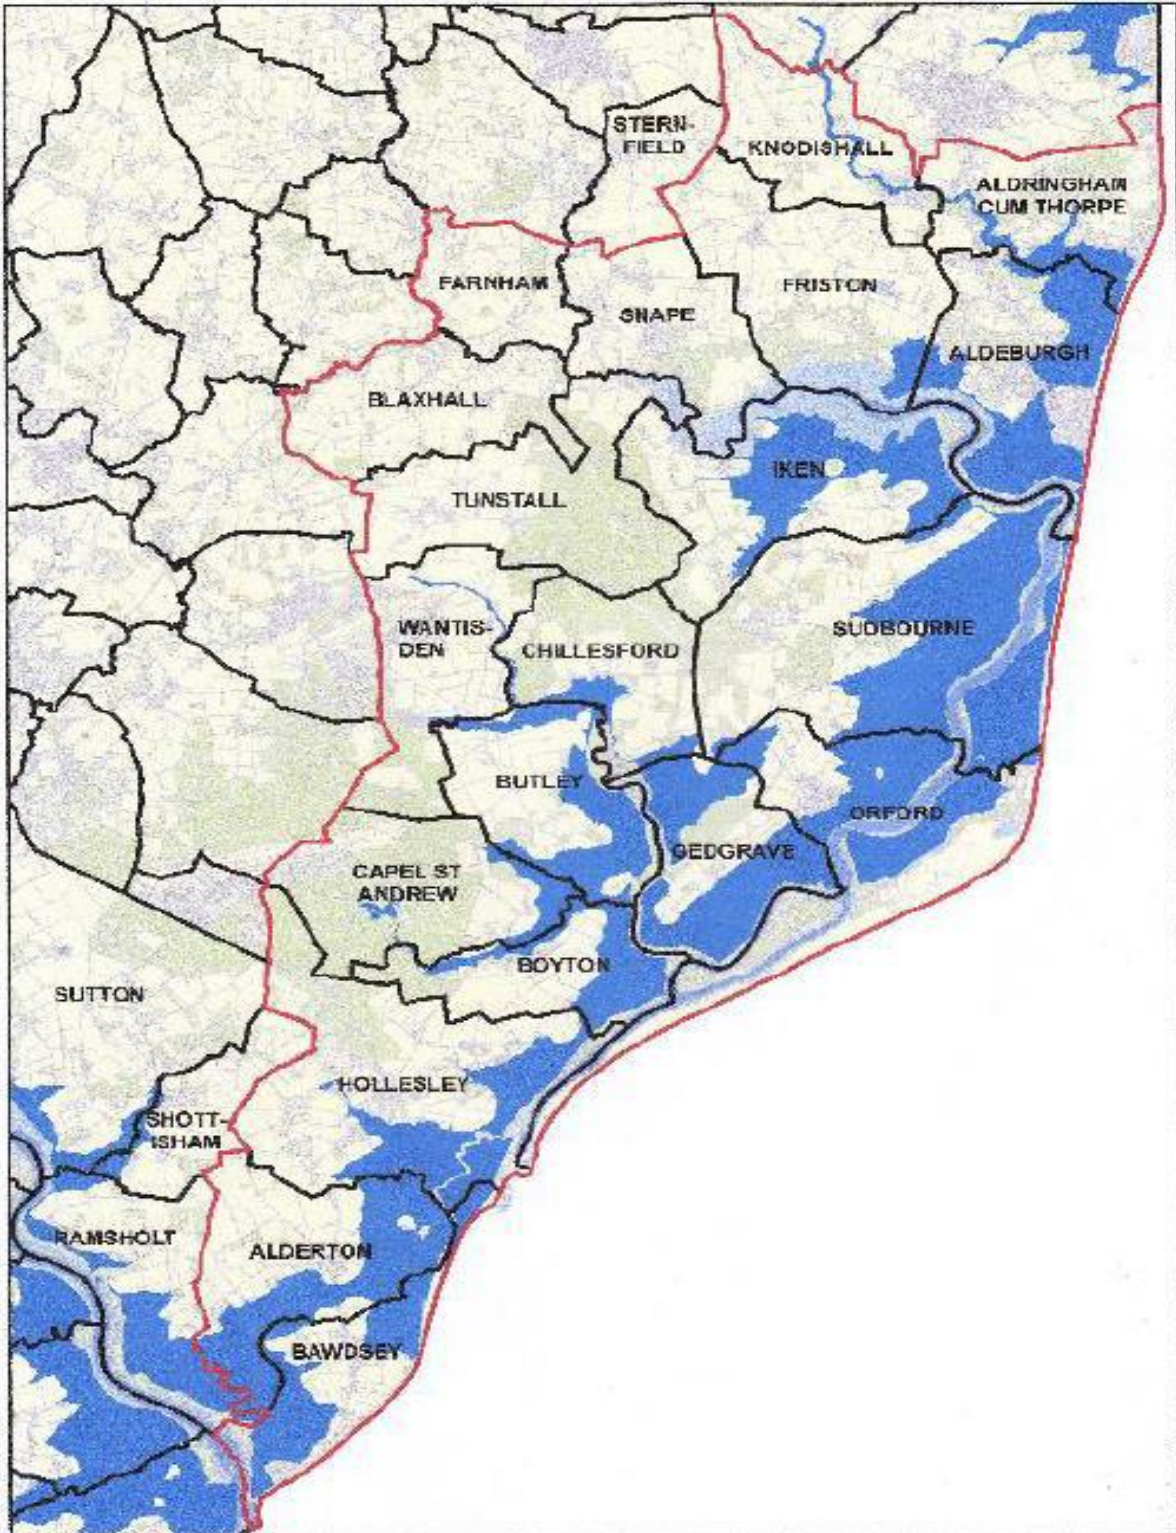 STERN-
FIELD
KNODISHALL
ALDRINGHAM
CUM THORPE
FARNHAM
SNAPE
FRISTON
ALDEBURGH
BLAXHALL
IKEN
TUNSTALL
WANTIS-
DEN
CHILLESFORD
SUDBOURNE
BUTLEY
ORFORD
GEDGRAVE
CAPEL ST
ANDREW
BOYTON
SUTTON
HOLLESLEY
SHOTT-
ISHAM
RAMSHOLT
ALDERTON
BAWDSEY